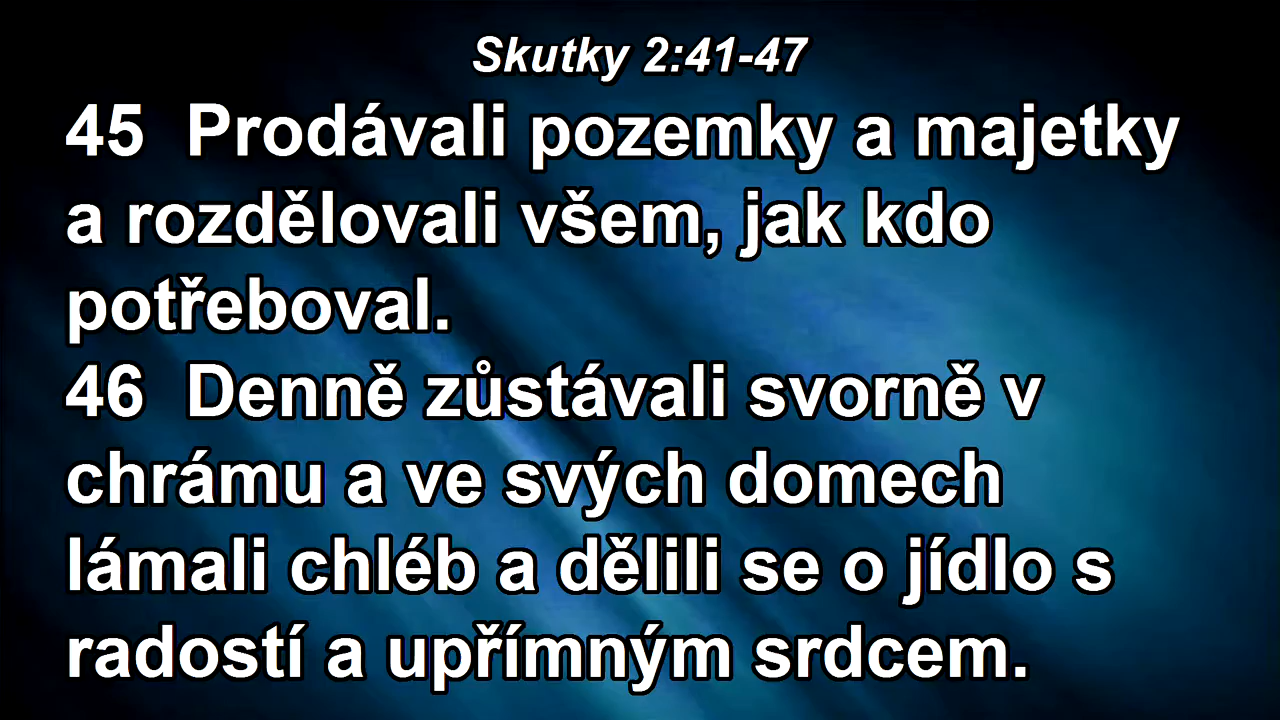 Skutky 2:41-47
45 Prodávali pozemky a majetky
a rozdělovali všem, jak kdo
potřeboval.
46 Denně zůstávali svorně v
chrámu a ve svých domech
lámali chléb a dělili se o jídlo s
radostí a upřímným srdcem.